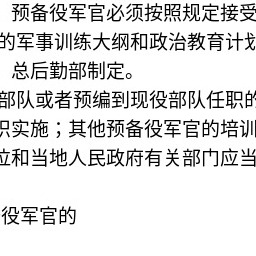 预备役军官必须按照规定接受
的军事训练大纲和政治教育计划
总后勤部制定。
部队或者预编到现役部队任职的
织实施；其他预备役军官的培训
位和当地人民政府有关部门应当
役军官的